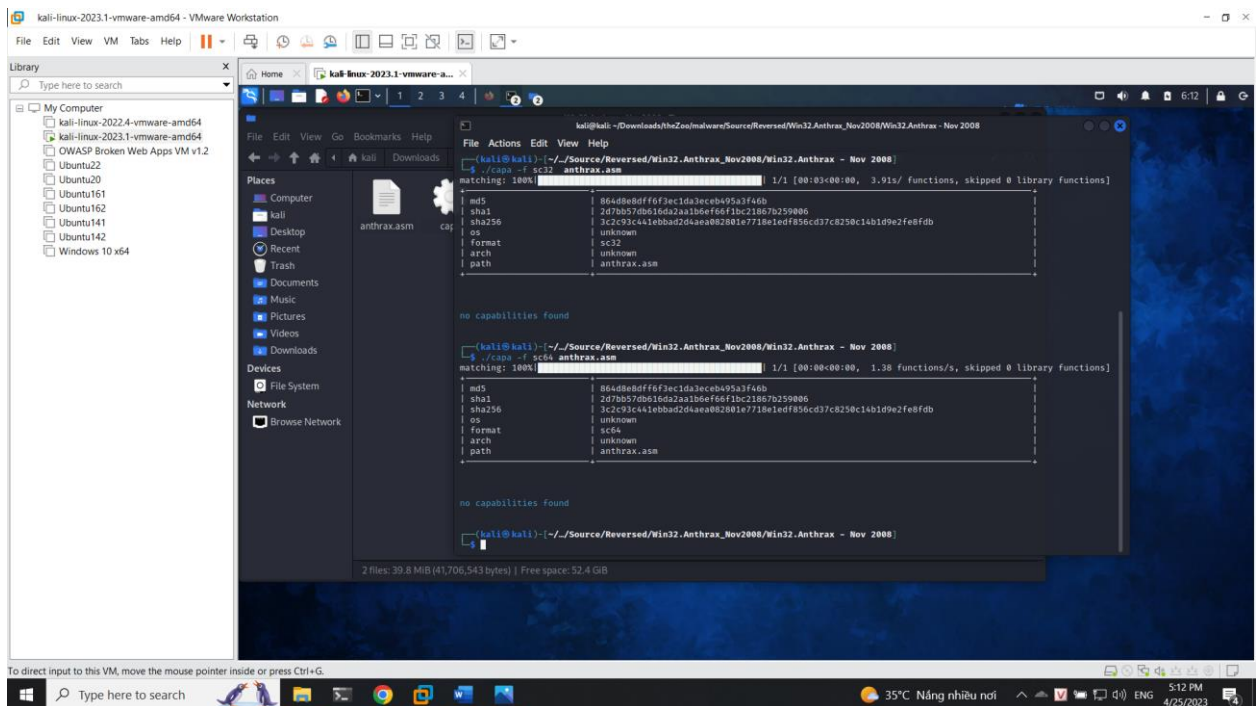 kali-linux-2023.1-vmware-amd64 - VMware Workstation
File Edit View VM Tabs Help
Library X
Type here to search
My Computer
kali-linux-2022.4-vmware-amd64
kali-linux-2023.1-vmware-amd64
OWASP Broken Web Apps VM v1.2
Ubuntu22
Ubuntu20
Ubuntu161
Ubuntu162
Ubuntu141
Ubuntu142
Windows 10 x64
Home
kali-linux-2023.1-vmware-a...
1 2 3 4
6:12
File Edit View Go Bookmarks Help
kali Downloads
Places
Computer
kali
Desktop
Recent
Trash
Documents
Music
Pictures
Videos
Downloads
Devices
File System
Network
Browse Network
anthrax.asm
2 files: 39.8 MiB (41,706,543 bytes) | Free space: 52.4 GiB
kali@kali: ~/Downloads/theZoo/malware/Source/Reversed/Win32.Anthrax_Nov2008/Win32.Anthrax - Nov 2008
File Actions Edit View Help
(kali㉿kali)-[~/…/Source/Reversed/Win32.Anthrax_Nov2008/Win32.Anthrax - Nov 2008]
$ ./capa -f sc32 anthrax.asm
matching: 100%| | 1/1 [00:03<00:00, 3.91s/ functions, skipped 0 library functions]
md5 | 864d8e8dff6f3ec1da3eceb495a3f46b
sha1 | 2d7bb57db616da2aa1b6ef66f1bc21867b259006
sha256 | 3c2c93c441ebbad2d4aea082801e7718e1edf856cd37c8250c14b1d9e2fe8fdb
os | unknown
format | sc32
arch | unknown
path | anthrax.asm
no capabilities found
(kali㉿kali)-[~/…/Source/Reversed/Win32.Anthrax_Nov2008/Win32.Anthrax - Nov 2008]
$ ./capa -f sc64 anthrax.asm
matching: 100%| | 1/1 [00:00<00:00, 1.38 functions/s, skipped 0 library functions]
md5 | 864d8e8dff6f3ec1da3eceb495a3f46b
sha1 | 2d7bb57db616da2aa1b6ef66f1bc21867b259006
sha256 | 3c2c93c441ebbad2d4aea082801e7718e1edf856cd37c8250c14b1d9e2fe8fdb
os | unknown
format | sc64
arch | unknown
path | anthrax.asm
no capabilities found
(kali㉿kali)-[~/…/Source/Reversed/Win32.Anthrax_Nov2008/Win32.Anthrax - Nov 2008]
$
To direct input to this VM, move the mouse pointer inside or press Ctrl+G.
Type here to search
35°C Nắng nhiều nơi
ENG
5:12 PM
4/25/2023